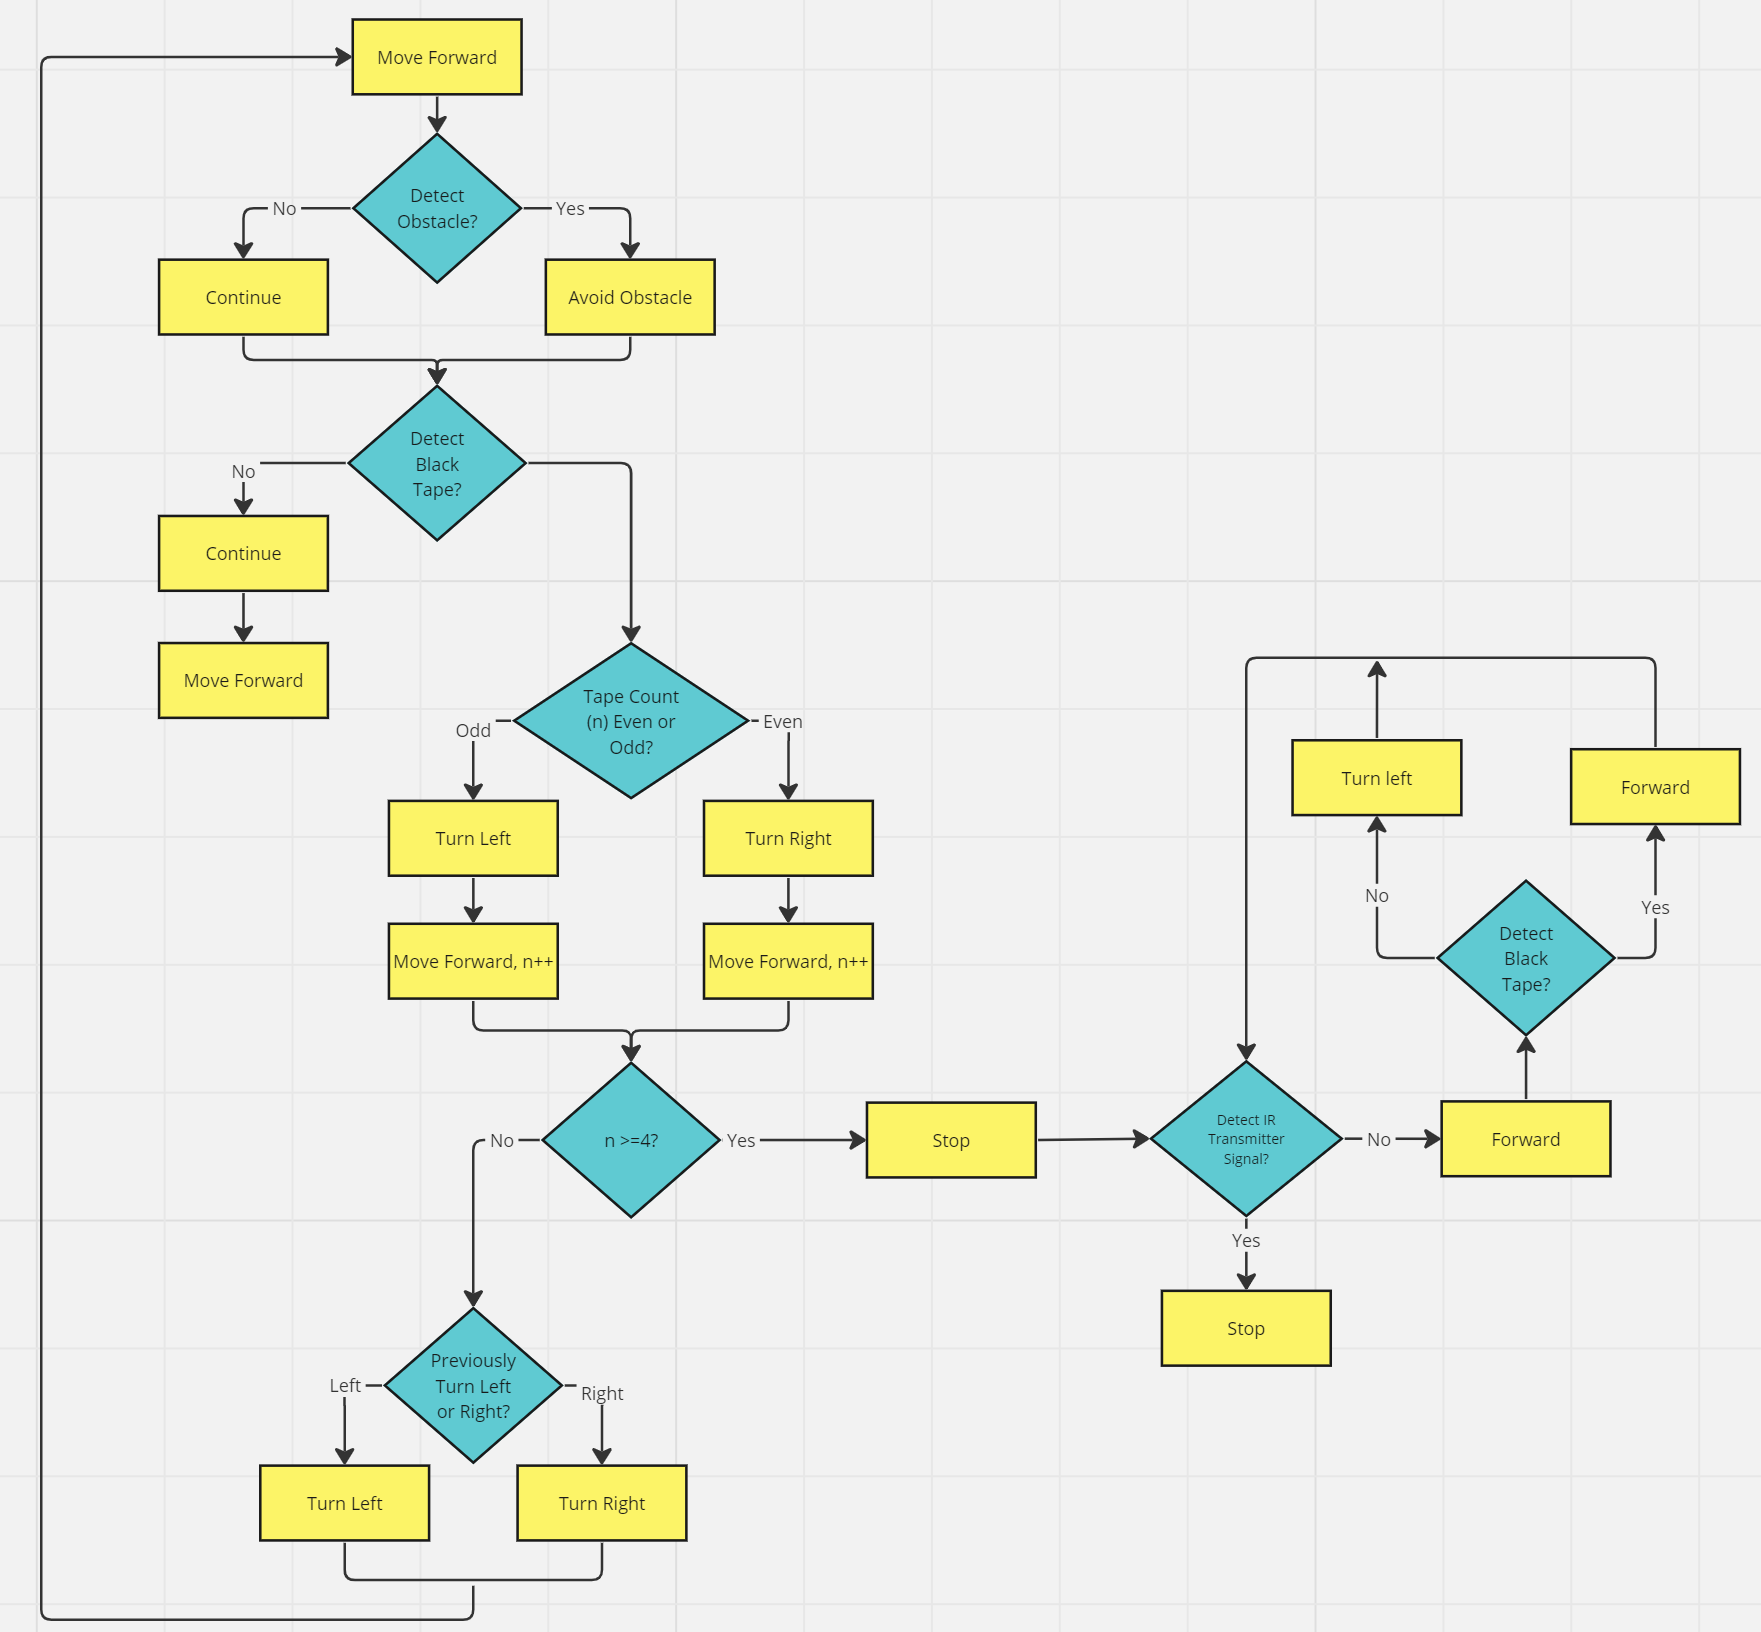 Move Forward
Detect
Obstacle?
No
Yes
Continue
Avoid Obstacle
Detect
Black
Tape?
No
Continue
Move Forward
Tape Count
(n) Even or
Odd?
Odd
Even
Turn Left
Turn Right
Move Forward, n++
Move Forward, n++
n >=4?
No
Yes
Stop
Detect IR
Transmitter
Signal?
No
Forward
Detect
Black
Tape?
No
Yes
Turn left
Forward
Yes
Stop
Previously
Turn Left
or Right?
Left
Right
Turn Left
Turn Right